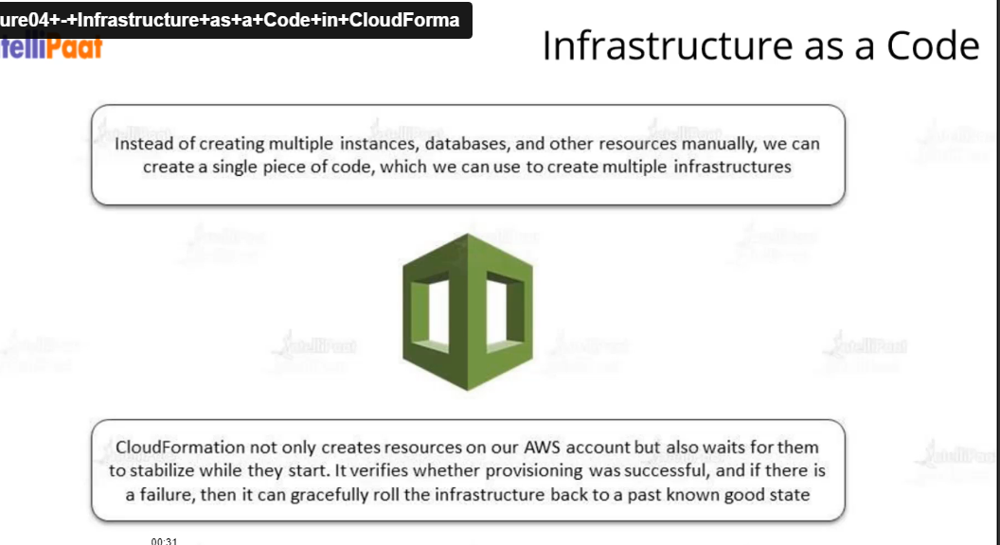 ure04+-+Infrastructure+as+a+Code+in+CloudForma
telliPaat
Infrastructure as a Code
Instead of creating multiple instances, databases, and other resources manually, we can
create a single piece of code, which we can use to create multiple infrastructures
CloudFormation not only creates resources on our AWS account but also waits for them
to stabilize while they start. It verifies whether provisioning was successful, and if there is
a failure, then it can gracefully roll the infrastructure back to a past known good state
00:31